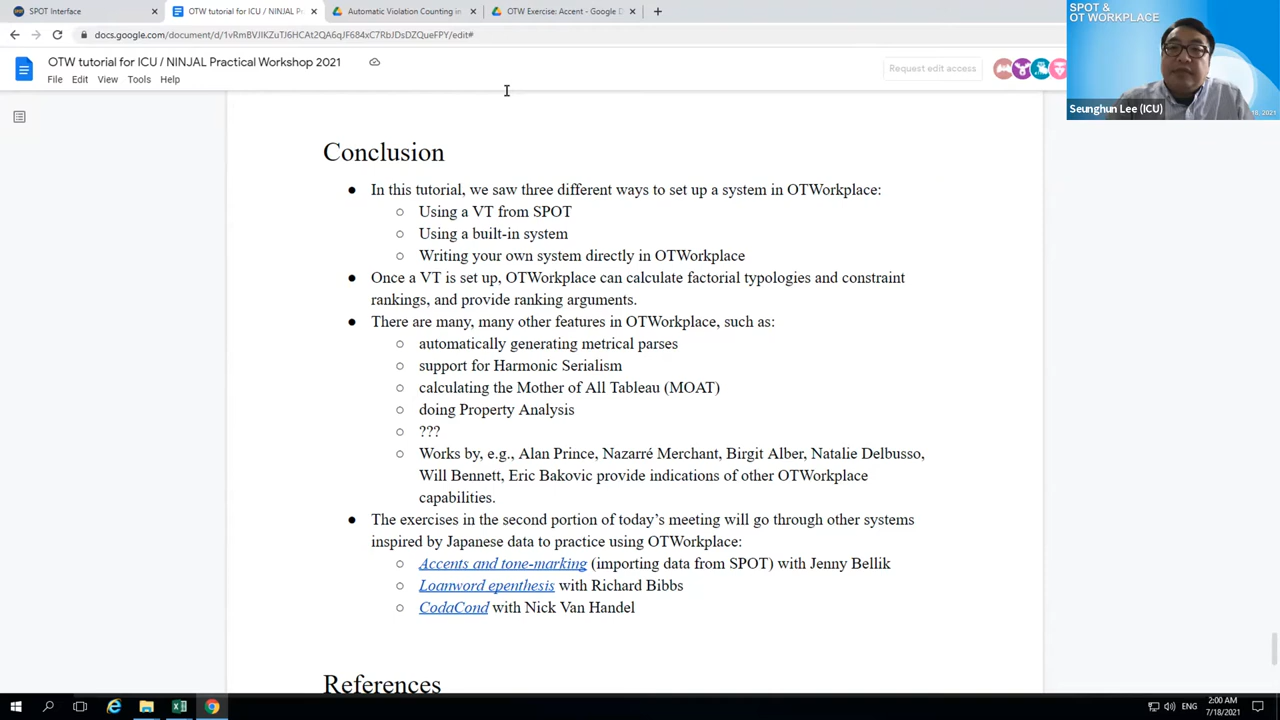 SPOT Interface
OTW tutorial for ICU / NINJAL Pr
Automatic Violation Counting in
OTW Exercise: Accent - Google D
docs.google.com/document/d/1vRmBVJIKZuTJ6HCAt2QA6qJF684xC7RbJDsDZQueFPY/edit#
OTW tutorial for ICU / NINJAL Practical Workshop 2021
File Edit View Tools Help
Request edit access
SPOT &
OT WORKPLACE
Seunghun Lee (ICU)
Conclusion
● In this tutorial, we saw three different ways to set up a system in OTWorkplace:
○ Using a VT from SPOT
○ Using a built-in system
○ Writing your own system directly in OTWorkplace
● Once a VT is set up, OTWorkplace can calculate factorial typologies and constraint
rankings, and provide ranking arguments.
● There are many, many other features in OTWorkplace, such as:
○ automatically generating metrical parses
○ support for Harmonic Serialism
○ calculating the Mother of All Tableau (MOAT)
○ doing Property Analysis
○ ???
○ Works by, e.g., Alan Prince, Nazarré Merchant, Birgit Alber, Natalie Delbusso,
Will Bennett, Eric Bakovic provide indications of other OTWorkplace
capabilities.
● The exercises in the second portion of today's meeting will go through other systems
inspired by Japanese data to practice using OTWorkplace:
○ Accents and tone-marking (importing data from SPOT) with Jenny Bellik
○ Loanword epenthesis with Richard Bibbs
○ CodaCond with Nick Van Handel
References
ENG
2:00 AM
7/18/2021